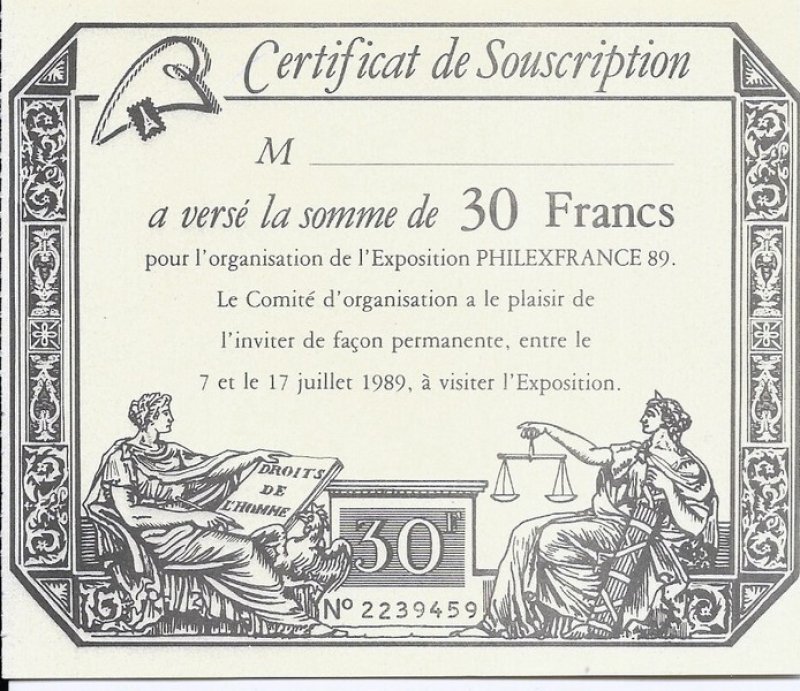 Certificat de Souscription
M
a versé la somme de 30 Francs
pour l'organisation de l'Exposition PHILEXFRANCE 89.
Le Comité d'organisation a le plaisir de
l'inviter de façon permanente, entre le
7 et le 17 juillet 1989, à visiter l'Exposition.
DROITS
DE
L'HOMME
30F
No 2239459